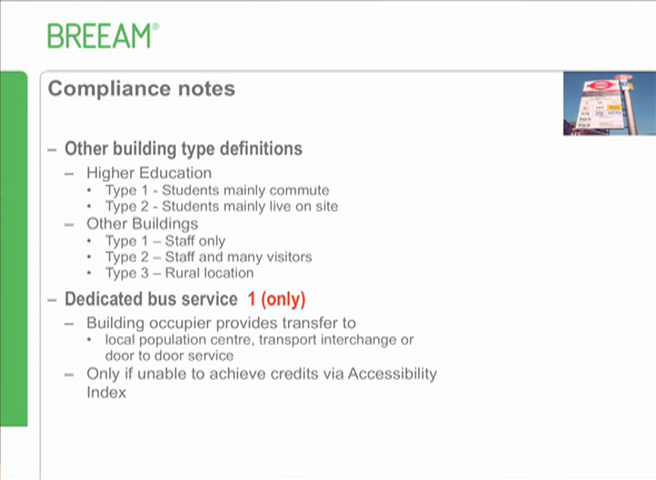 BREEAM®
Compliance notes
– Other building type definitions
– Higher Education
• Type 1 - Students mainly commute
• Type 2 - Students mainly live on site
– Other Buildings
• Type 1 – Staff only
• Type 2 – Staff and many visitors
• Type 3 – Rural location
– Dedicated bus service 1 (only)
– Building occupier provides transfer to
• local population centre, transport interchange or
door to door service
– Only if unable to achieve credits via Accessibility
Index